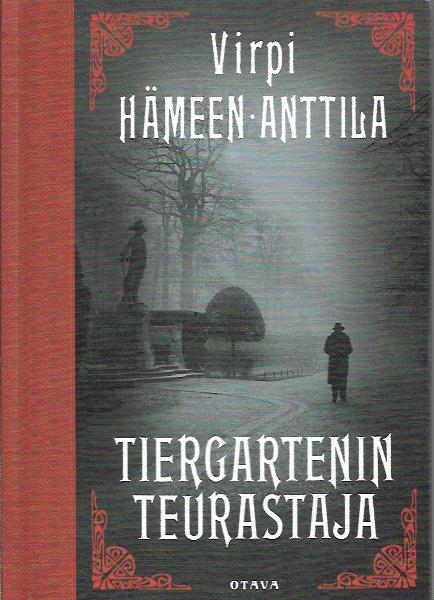 Virpi
HÄMEEN-ANTTILA
TIERGARTENIN
TEURASTAJA
OTAVA